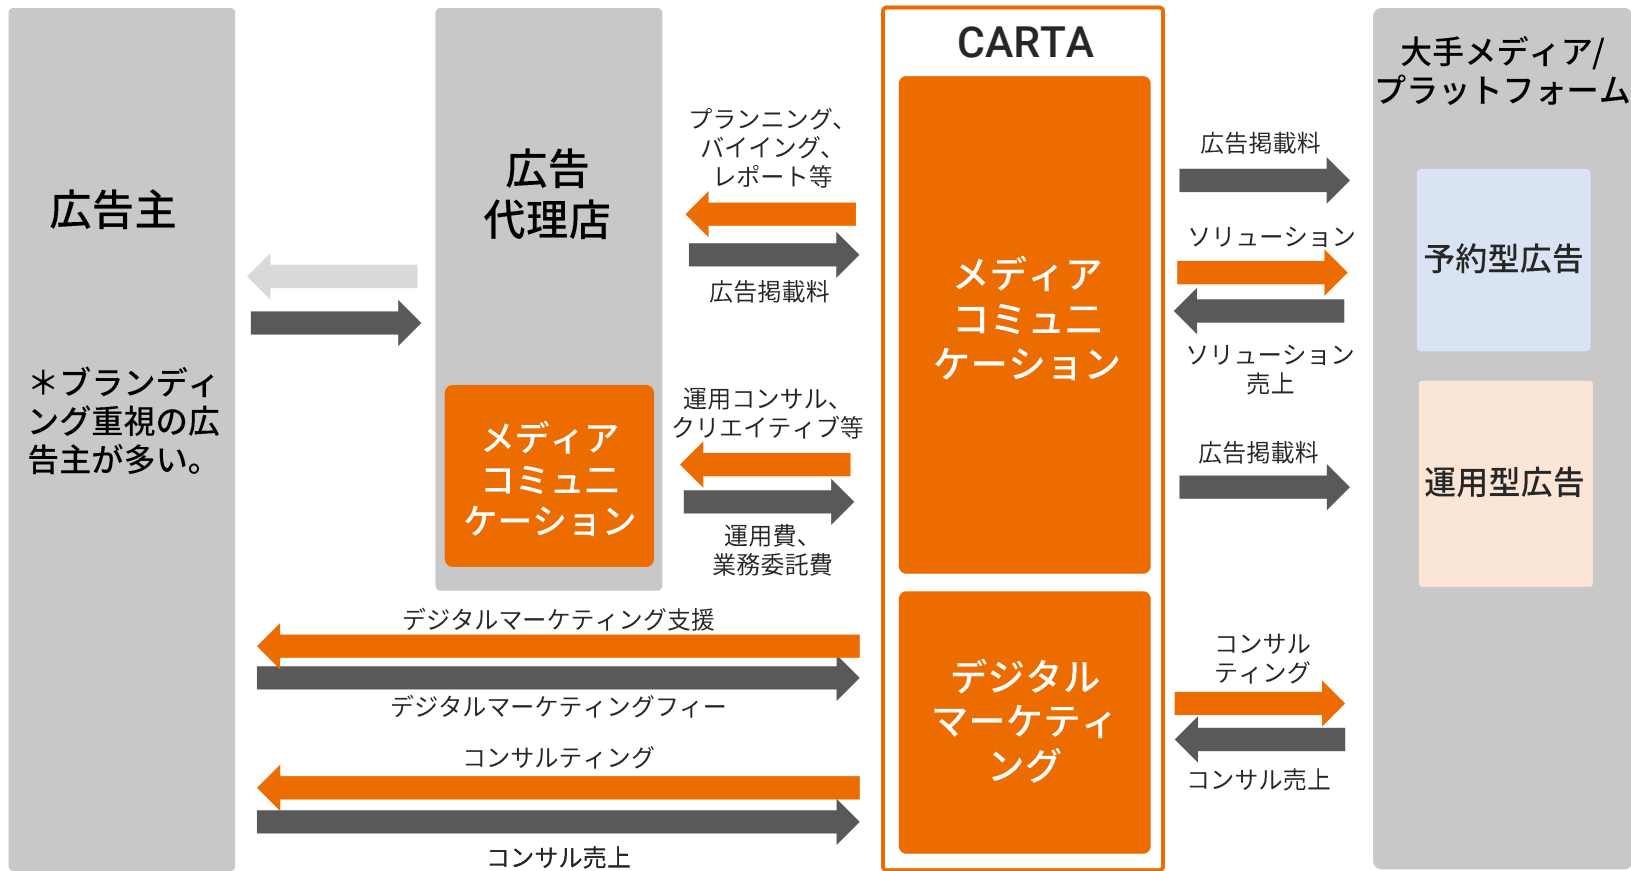 広告主
＊ブランディ
ング重視の広
告主が多い。
広告
代理店
メディア
コミュニ
ケーション
プランニング、
バイイング、
レポート等
広告掲載料
運用コンサル、
クリエイティブ等
運用費、
業務委託費
デジタルマーケティング支援
デジタルマーケティングフィー
コンサルティング
コンサル売上
CARTA
メディア
コミュニ
ケーション
デジタル
マーケティ
ング
広告掲載料
ソリューション
ソリューション
売上
広告掲載料
コンサル
ティング
コンサル売上
大手メディア/
プラットフォーム
予約型広告
運用型広告